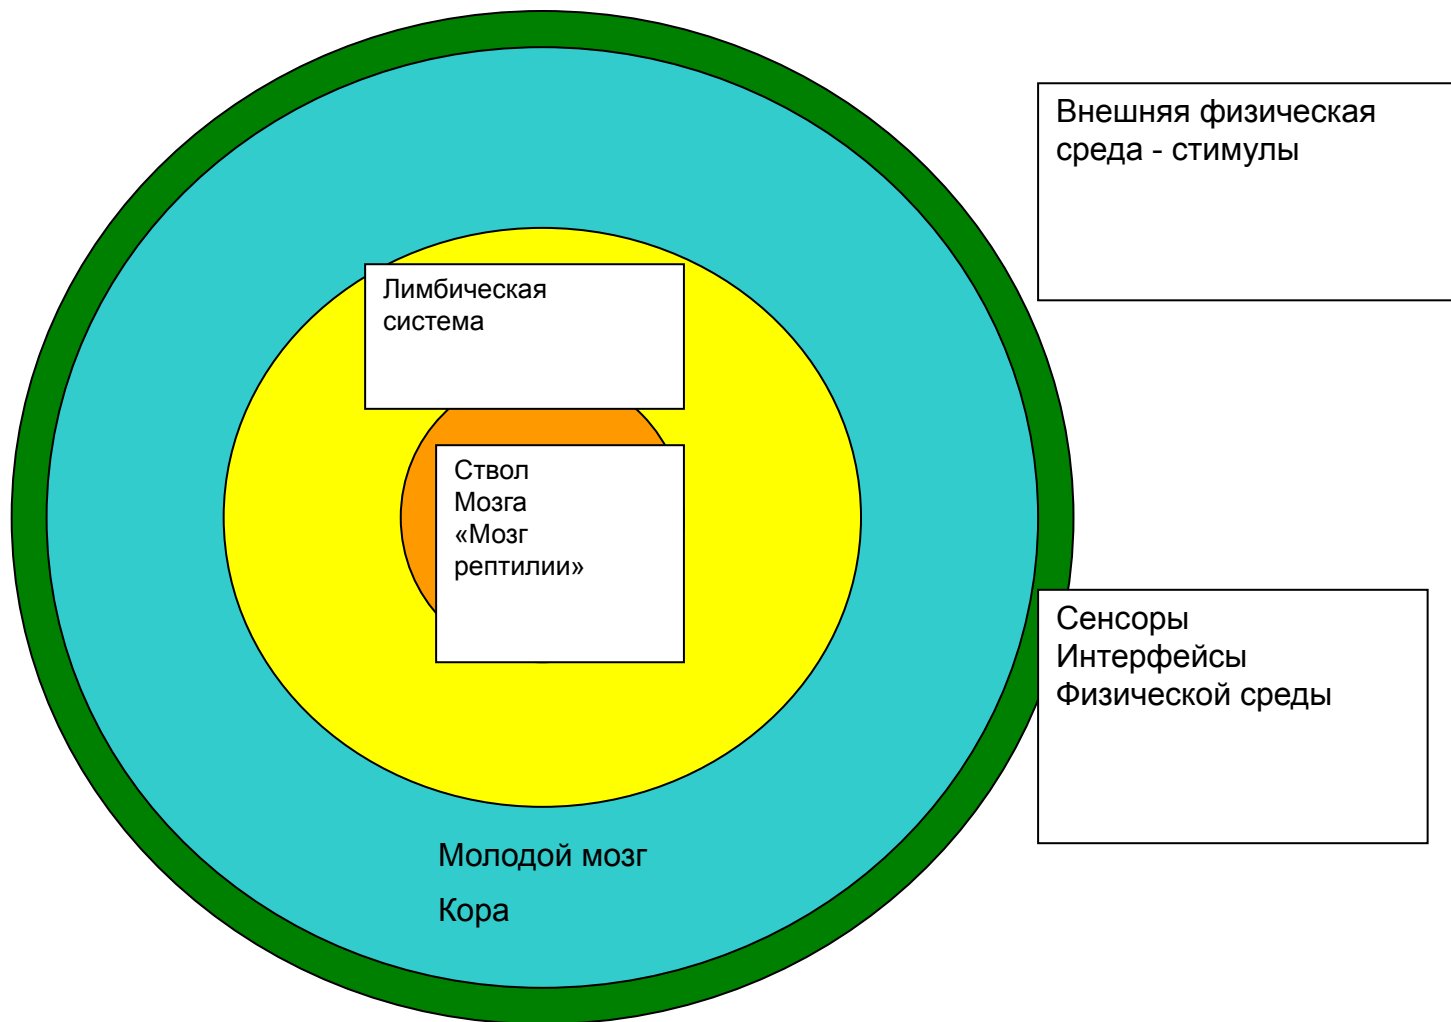 Внешняя физическая
среда - стимулы
Лимбическая
система
Ствол
Мозга
«Мозг
рептилии»
Сенсоры
Интерфейсы
Физической среды
Молодой мозг
Кора